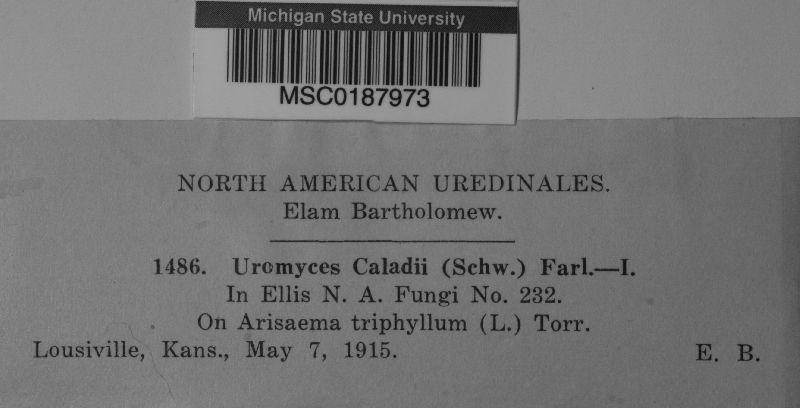 Michigan State University
MSC0187973
NORTH AMERICAN UREDINALES.
Elam Bartholomew.
1486. Uromyces Caladii (Schw.) Farl.—I.
In Ellis N. A. Fungi No. 232.
On Arisaema triphyllum (L.) Torr.
Lousiville, Kans., May 7, 1915. E. B.